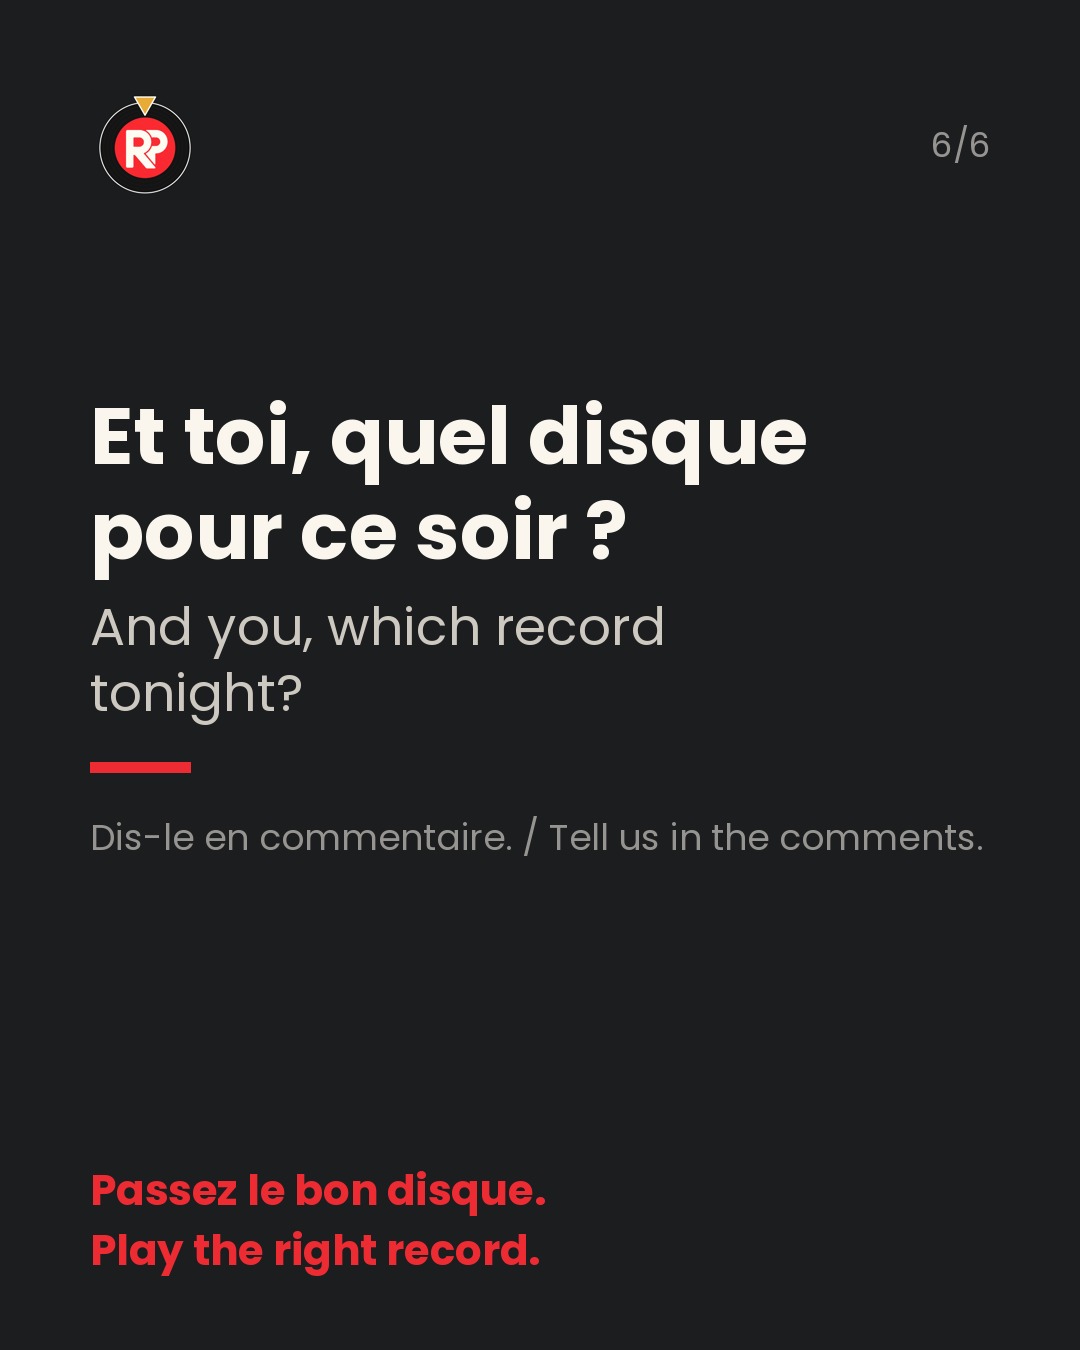 RP
6/6
Et toi, quel disque
pour ce soir ?
And you, which record
tonight?
Dis-le en commentaire. / Tell us in the comments.
Passez le bon disque.
Play the right record.